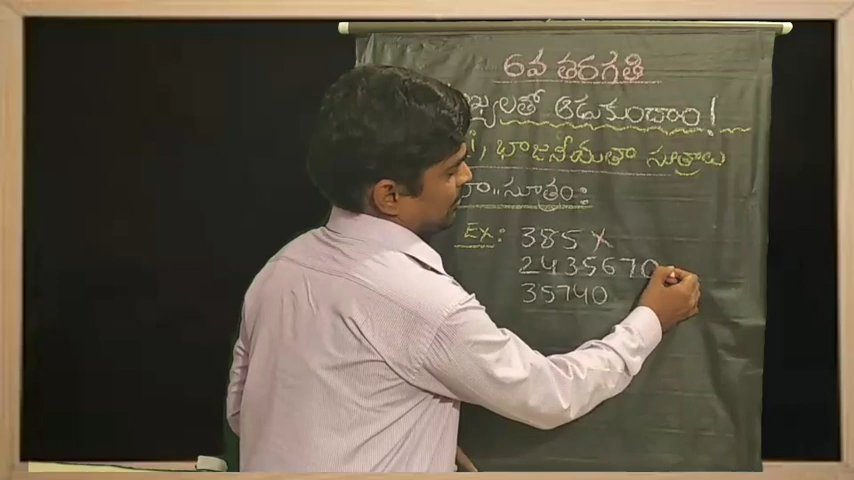 6వ తరగతి
ఆడుకుందాం!
i, భాజనీయతా సూత్రాలు
సూత్రం:
Ex: 385 X
2435670
35740